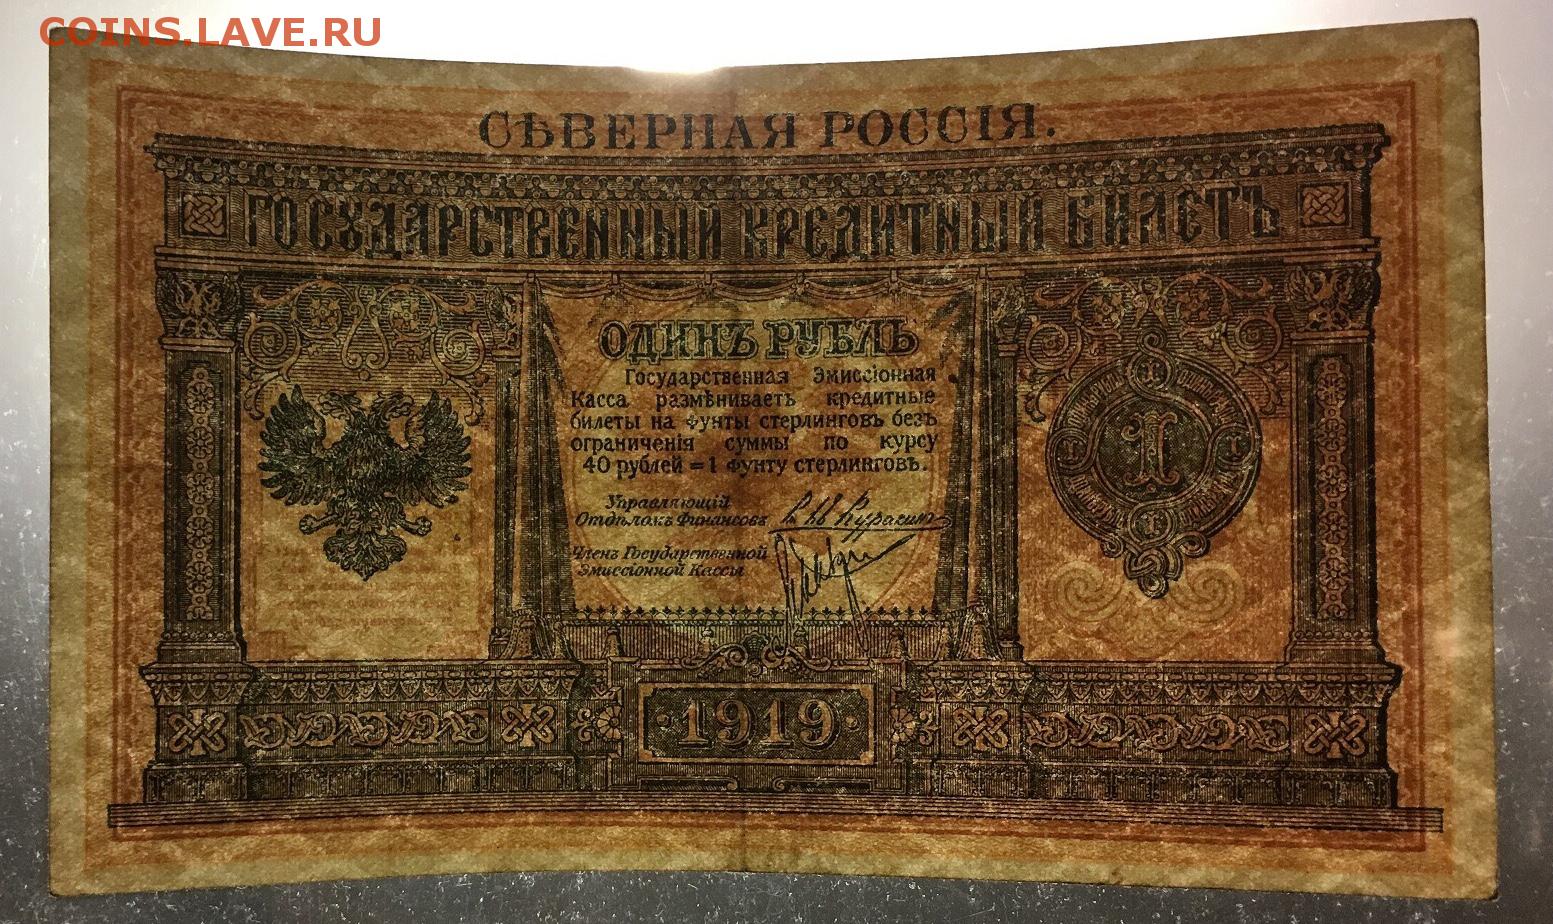 COINS.LAVE.RU
СѢВЕРНАЯ РОССІЯ.
ГОСУДАРСТВЕННЫЙ КРЕДИТНЫЙ БИЛЕТЪ
ОДИНЪ РУБЛЬ
Государственная Эмиссіонная
Касса размѣниваетъ кредитные
билеты на фунты стерлинговъ безъ
ограниченія суммы по курсу
40 рублей = 1 Фунту стерлинговъ.
Управляющій
Отдѣломъ Финансовъ
Членъ Государственной
Эмиссіонной Кассы
1
·1919·